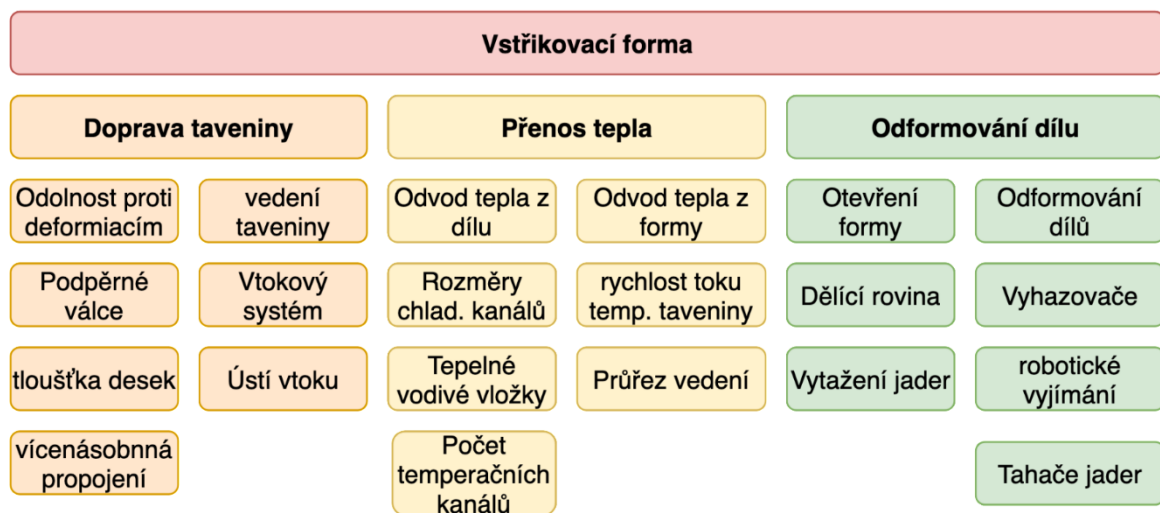 Vstřikovací forma
Doprava taveniny
Přenos tepla
Odformování dílu
Odolnost proti
deformiacím
vedení
taveniny
Odvod tepla z
dílu
Odvod tepla z
formy
Otevření
formy
Odformování
dílů
Podpěrné
válce
Vtokový
systém
Rozměry
chlad. kanálů
rychlost toku
temp. taveniny
Dělící rovina
Vyhazovače
tloušťka desek
Ústí vtoku
Tepelné
vodivé vložky
Průřez vedení
Vytažení jader
robotické
vyjímání
vícenásobnná
propojení
Počet
temperačních
kanálů
Tahače jader